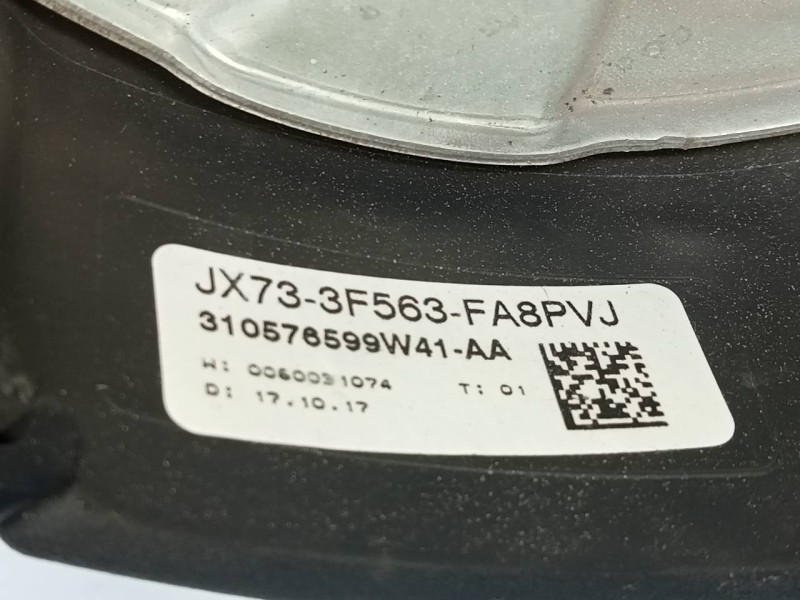 JX73-3F563-FA8PVJ
310576599W41-AA
W: 0060031074 T: 01
D: 17.10.17